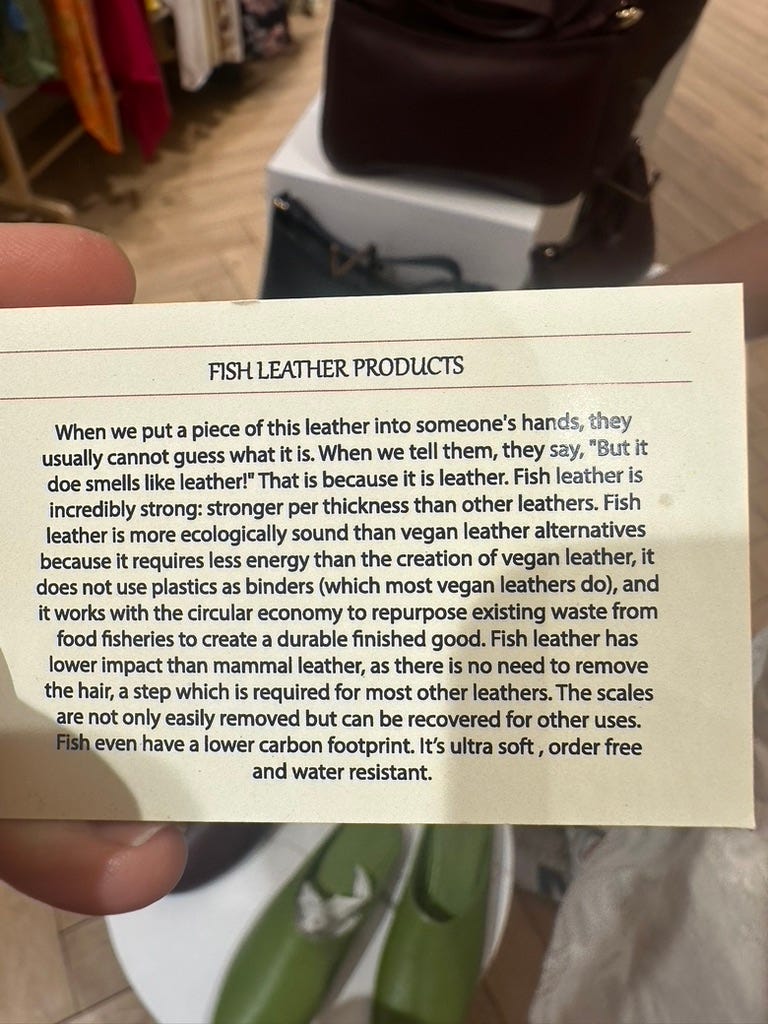 FISH LEATHER PRODUCTS
When we put a piece of this leather into someone's hands, they
usually cannot guess what it is. When we tell them, they say, "But it
doe smells like leather!" That is because it is leather. Fish leather is
incredibly strong: stronger per thickness than other leathers. Fish
leather is more ecologically sound than vegan leather alternatives
because it requires less energy than the creation of vegan leather, it
does not use plastics as binders (which most vegan leathers do), and
it works with the circular economy to repurpose existing waste from
food fisheries to create a durable finished good. Fish leather has
lower impact than mammal leather, as there is no need to remove
the hair, a step which is required for most other leathers. The scales
are not only easily removed but can be recovered for other uses.
Fish even have a lower carbon footprint. It’s ultra soft , order free
and water resistant.